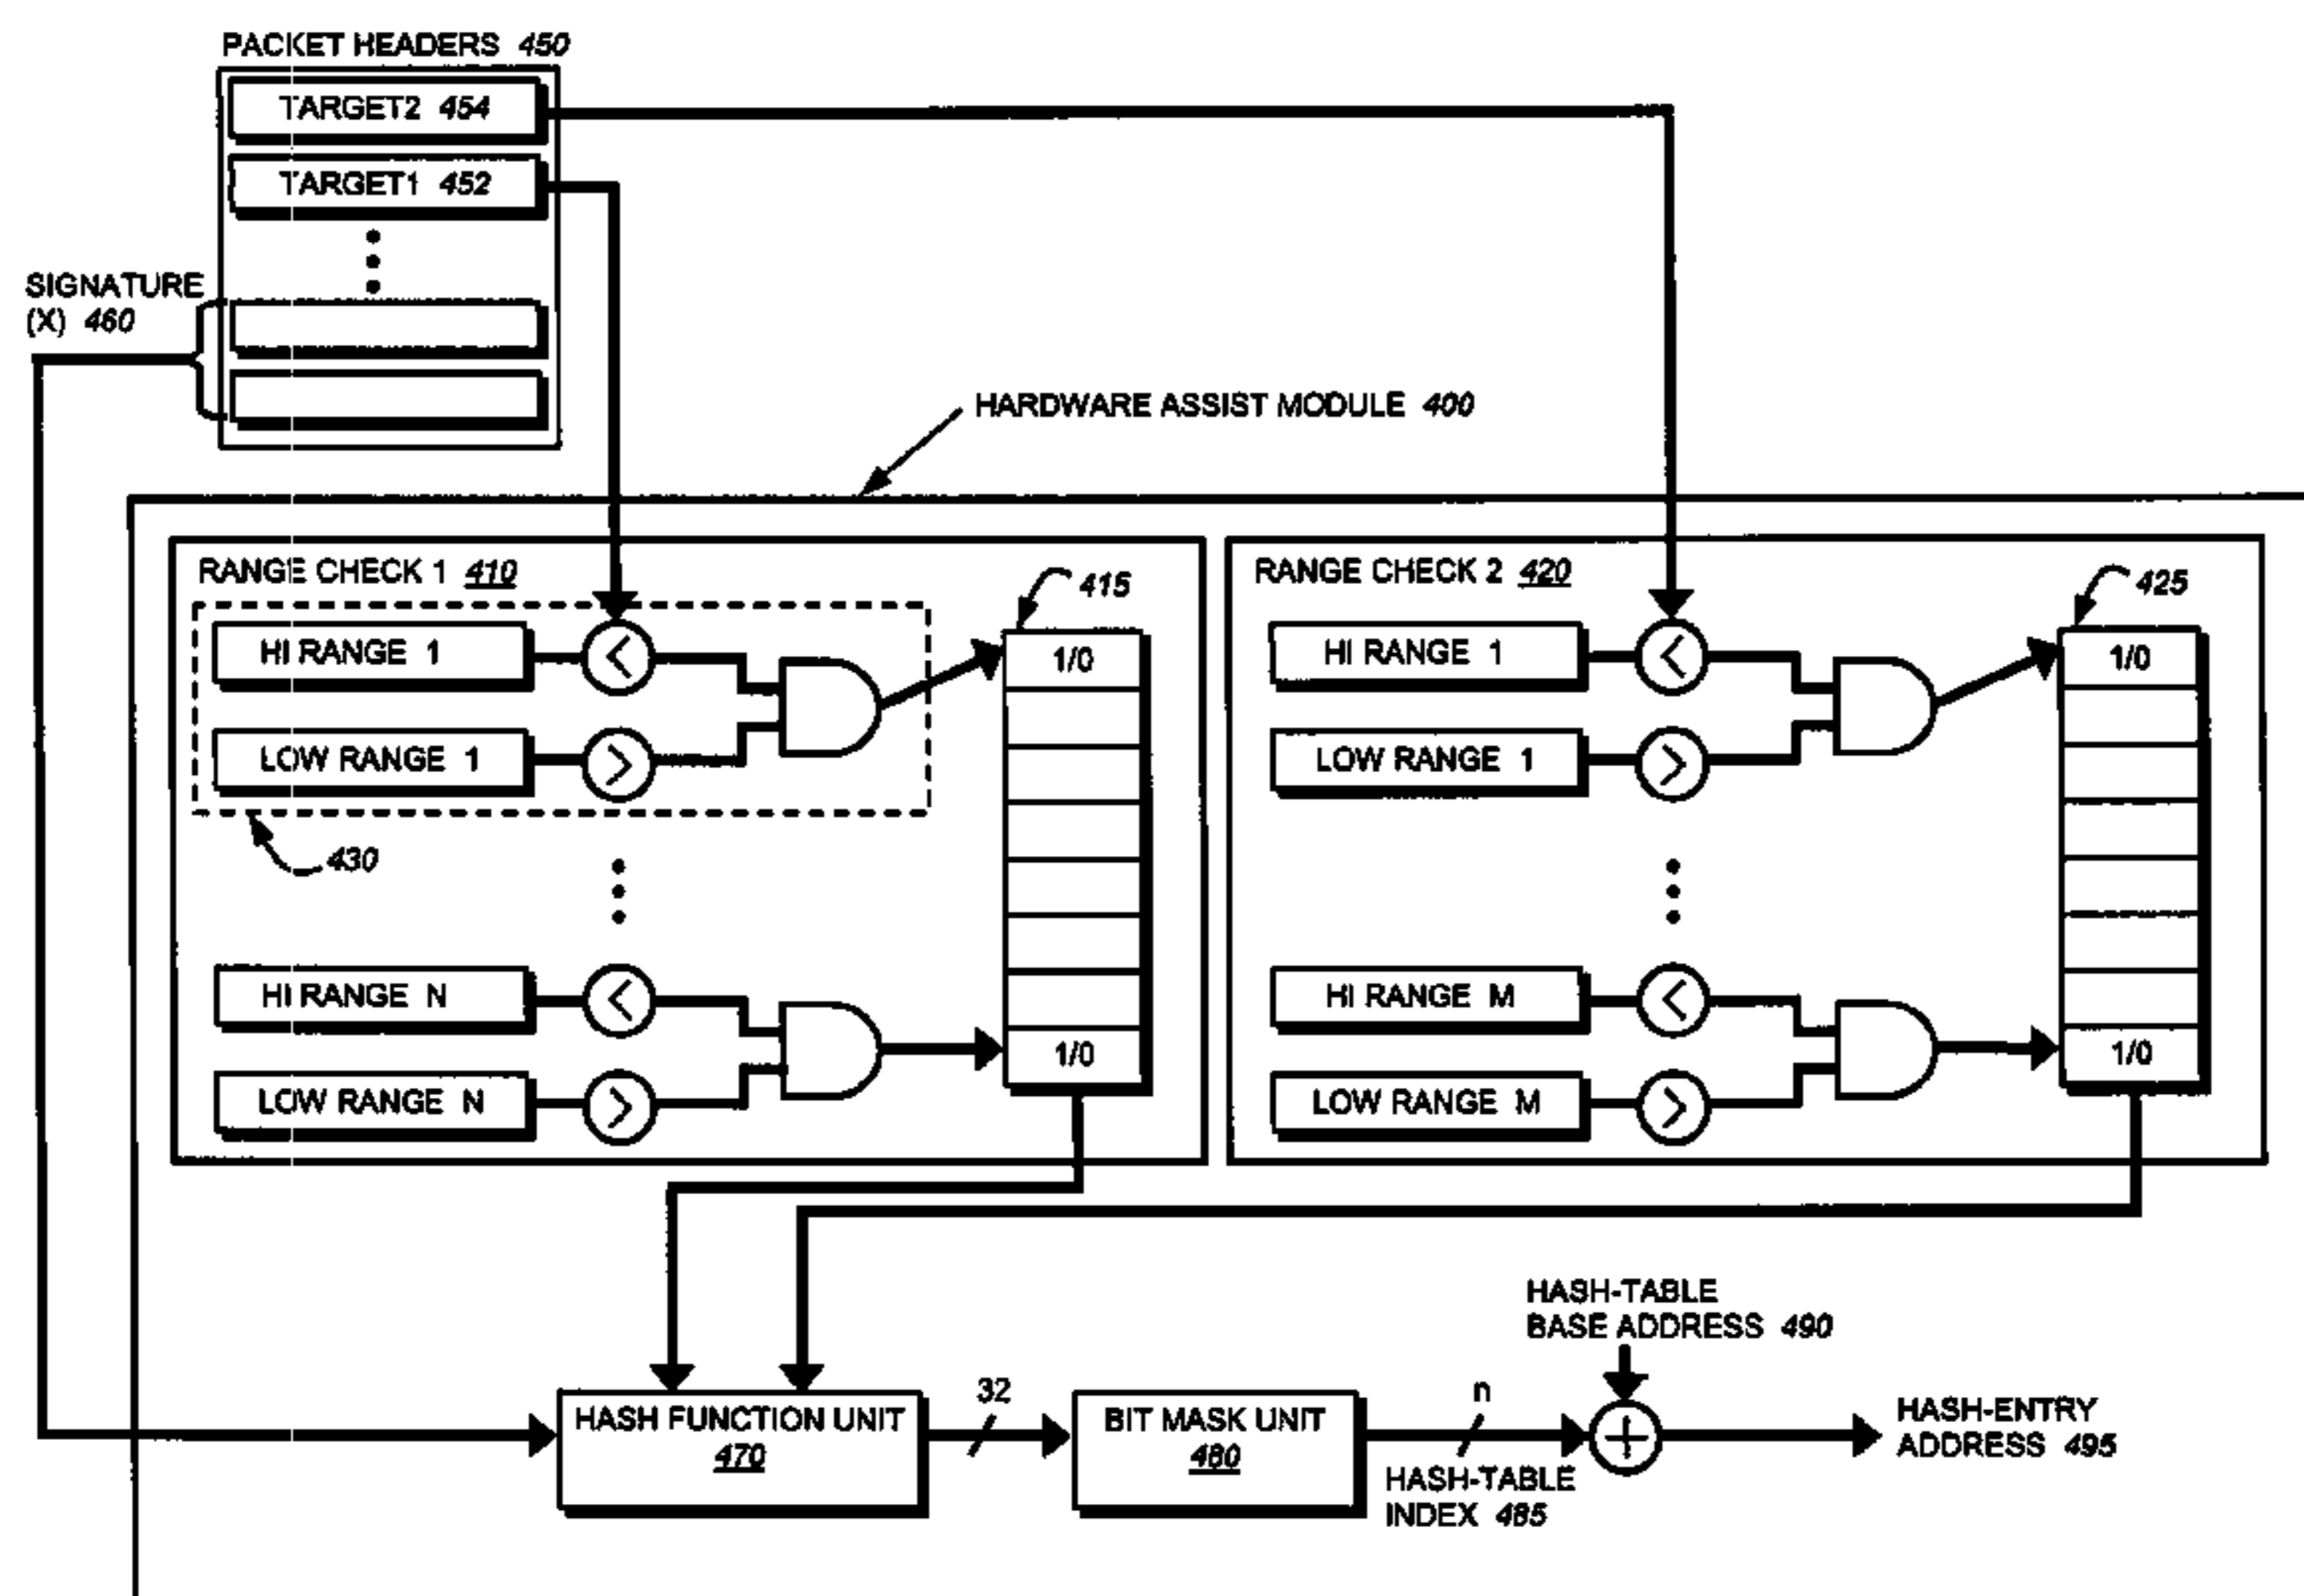 PACKET HEADERS 450
TARGET2 454
TARGET1 452
SIGNATURE
(X) 460
HARDWARE ASSIST MODULE 400
RANGE CHECK 1 410
415
HI RANGE 1
<
1/0
LOW RANGE 1
>
430
HI RANGE N
<
1/0
LOW RANGE N
>
RANGE CHECK 2 420
425
HI RANGE 1
<
1/0
LOW RANGE 1
>
HI RANGE M
<
1/0
LOW RANGE M
>
HASH-TABLE
BASE ADDRESS 490
HASH FUNCTION UNIT
470
32
BIT MASK UNIT
480
n
HASH-TABLE
INDEX 485
+
HASH-ENTRY
ADDRESS 495